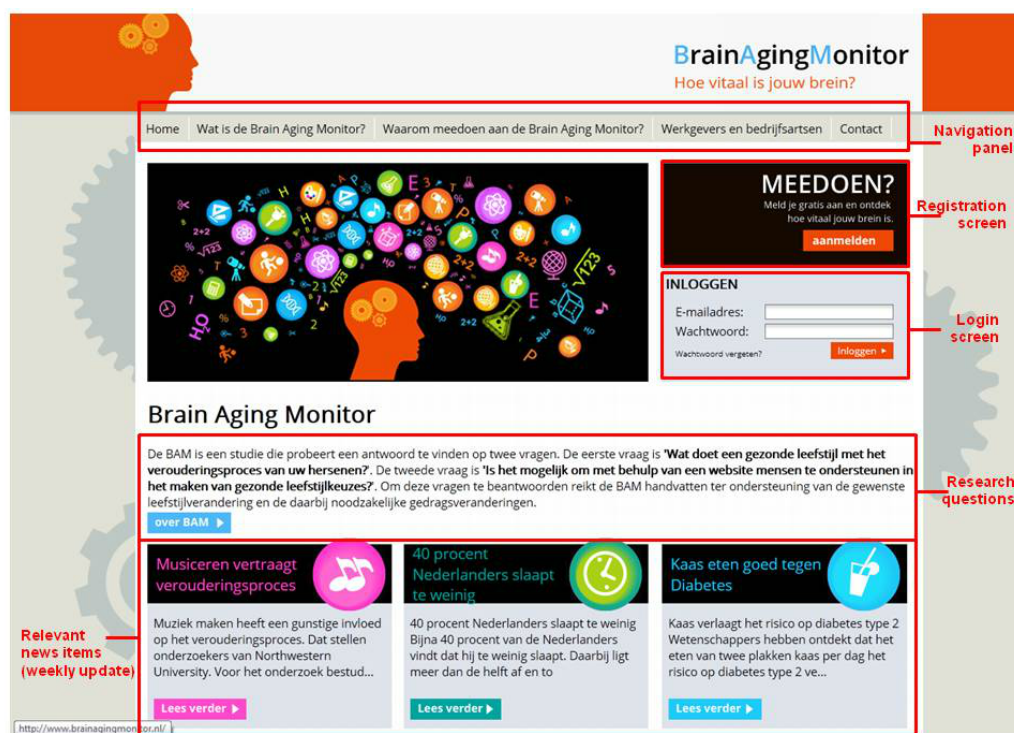 BrainAgingMonitor
Hoe vitaal is jouw brein?
Home Wat is de Brain Aging Monitor? Waarom meedoen aan de Brain Aging Monitor? Werkgevers en bedrijfsartsen Contact
Navigation
panel
MEEDOEN?
Meld je gratis
aan en ontdek
hoe vitaal jouw brein is.
aanmelden
Registration
screen
INLOGGEN
E-mailadres:
Wachtwoord:
Wachtwoord vergeten?
Inloggen
Login
screen
H2O
√123
2+2
Brain Aging Monitor
De BAM is een studie die probeert een antwoord te vinden op twee vragen. De eerste vraag is 'Wat doet een gezonde leefstijl met het
verouderingsproces van uw hersenen?'. De tweede vraag is 'Is het mogelijk om met behulp van een website mensen te ondersteunen in
het maken van gezonde leefstijlkeuzes?'. Om deze vragen te beantwoorden reikt de BAM handvatten ter ondersteuning van de gewenste
leefstijlverandering en de daarbij noodzakelijke gedragsveranderingen.
over BAM
Research
questions
Musiceren vertraagt
verouderingsproces
Muziek maken heeft een gunstige invloed
op het verouderingsproces. Dat stellen
onderzoekers van Northwestern
University. Voor het onderzoek bestud...
Lees verder
40 procent
Nederlanders slaapt
te weinig
40 procent Nederlanders slaapt te weinig
Bijna 40 procent van de Nederlanders
vindt dat hij te weinig slaapt. Daarbij ligt
meer dan de helft af en to
Lees verder
Kaas eten goed tegen
Diabetes
Kaas verlaagt het risico op diabetes type 2
Wetenschappers hebben ontdekt dat het
eten van twee plakken kaas per dag het
risico op diabetes type 2 ve...
Lees verder
Relevant
news items
(weekly update)
http://www.brainagingmonitor.nl/